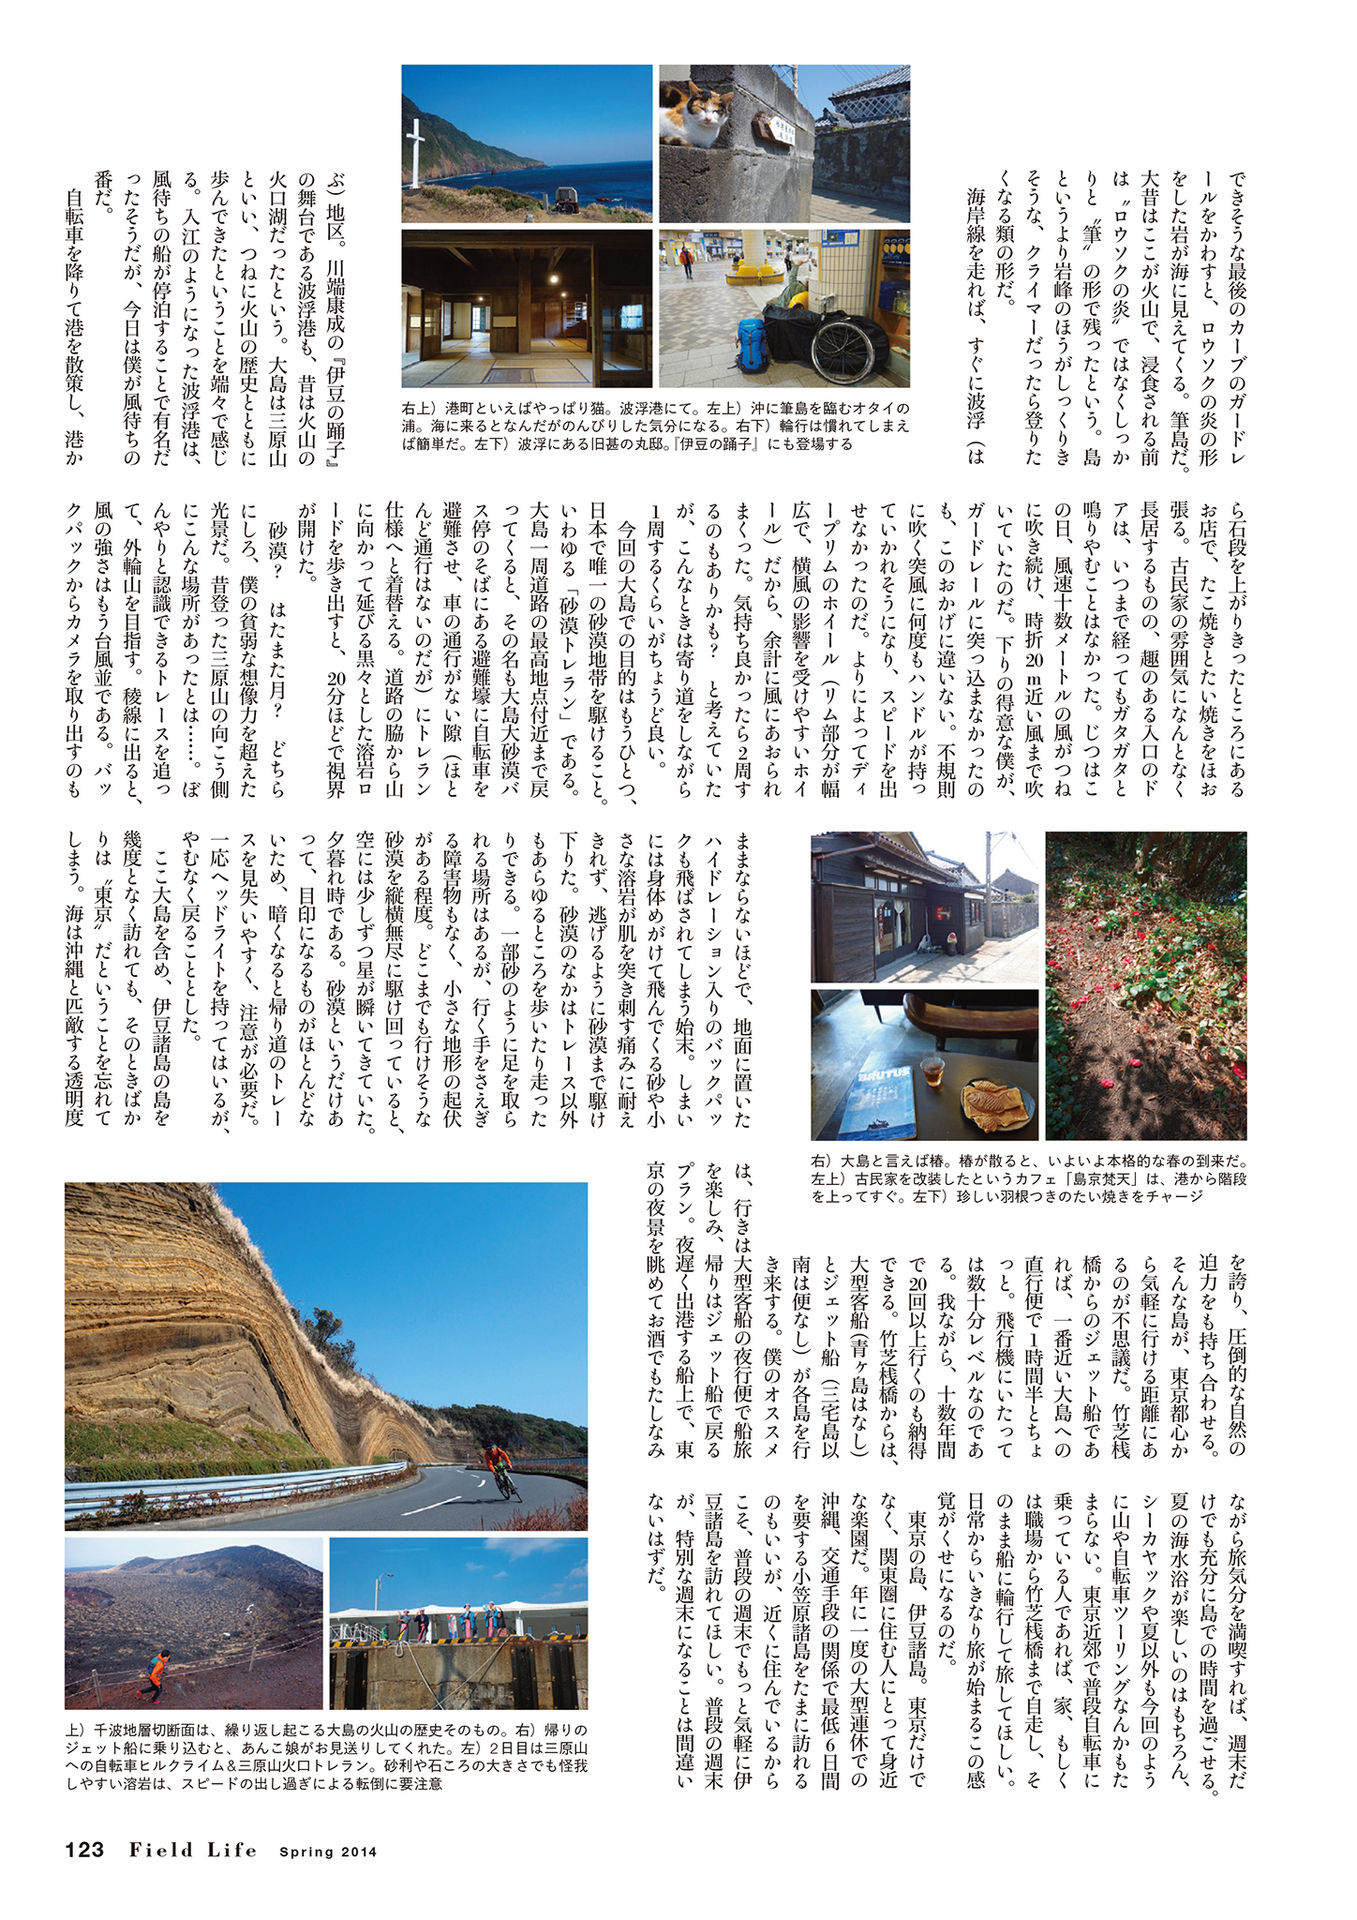 できそうな最後のカーブのガードレ
ールをかわすと、ロウソクの炎の形
をした岩が海に見えてくる。筆島だ。
大昔はここが火山で、浸食される前
は〝ロウソクの炎〟ではなくしっか
りと〝筆〟の形で残ったという。島
というより岩峰のほうがしっくりき
そうな、クライマーだったら登りた
くなる類の形だ。
海岸線を走れば、すぐに波浮（は
ぶ）地区。川端康成の『伊豆の踊子』
の舞台である波浮港も、昔は火山の
火口湖だったという。大島は三原山
といい、つねに火山の歴史とともに
歩んできたということを端々で感じ
る。入江のようになった波浮港は、
風待ちの船が停泊することで有名だ
ったそうだが、今日は僕が風待ちの
番だ。
自転車を降りて港を散策し、港か
右上）港町といえばやっぱり猫。波浮港にて。左上）沖に筆島を臨むオタイの
浦。海に来るとなんだがのんびりした気分になる。右下）輪行は慣れてしまえ
ば簡単だ。左下）波浮にある旧甚の丸邸。『伊豆の踊子』にも登場する
ら石段を上がりきったところにある
お店で、たこ焼きとたい焼きをほお
張る。古民家の雰囲気になんとなく
長居するものの、趣のある入口のド
アは、いつまで経ってもガタガタと
鳴りやむことはなかった。じつはこ
の日、風速十数メートルの風がつね
に吹き続け、時折20m近い風まで吹
いていたのだ。下りの得意な僕が、
ガードレールに突っ込まなかったの
も、このおかげに違いない。不規則
に吹く突風に何度もハンドルが持っ
ていかれそうになり、スピードを出
せなかったのだ。よりによってディ
ープリムのホイール（リム部分が幅
広で、横風の影響を受けやすいホイ
ール）だから、余計に風にあおられ
まくった。気持ち良かったら2周す
るのもありかも？　と考えていた
が、こんなときは寄り道をしながら
1周するくらいがちょうど良い。
今回の大島での目的はもうひとつ、
日本で唯一の砂漠地帯を駆けること。
いわゆる「砂漠トレラン」である。
大島一周道路の最高地点付近まで戻
ってくると、その名も大島大砂漠バ
ス停のそばにある避難壕に自転車を
避難させ、車の通行がない隙（ほと
んど通行はないのだが）にトレラン
仕様へと着替える。道路の脇から山
に向かって延びる黒々とした溶岩ロ
ードを歩き出すと、20分ほどで視界
が開けた。
砂漠？　はたまた月？　どちら
にしろ、僕の貧弱な想像力を超えた
光景だ。昔登った三原山の向こう側
にこんな場所があったとは……。ぼ
んやりと認識できるトレースを追っ
て、外輪山を目指す。稜線に出ると、
風の強さはもう台風並である。バッ
クパックからカメラを取り出すのも
ままならないほどで、地面に置いた
ハイドレーション入りのバックパッ
クも飛ばされてしまう始末。しまい
には身体めがけて飛んでくる砂や小
さな溶岩が肌を突き刺す痛みに耐え
きれず、逃げるように砂漠まで駆け
下りた。砂漠のなかはトレース以外
もあらゆるところを歩いたり走った
りできる。一部砂のように足を取ら
れる場所はあるが、行く手をさえぎ
る障害物もなく、小さな地形の起伏
がある程度。どこまでも行けそうな
砂漠を縦横無尽に駆け回っていると、
空には少しずつ星が瞬いてきていた。
夕暮れ時である。砂漠というだけあ
って、目印になるものがほとんどな
いため、暗くなると帰り道のトレー
スを見失いやすく、注意が必要だ。
一応ヘッドライトを持ってはいるが、
やむなく戻ることとした。
ここ大島を含め、伊豆諸島の島を
幾度となく訪れても、そのときばか
りは〝東京〟だということを忘れて
しまう。海は沖縄と匹敵する透明度
BRUTUS
右）大島と言えば椿。椿が散ると、いよいよ本格的な春の到来だ。
左上）古民家を改装したというカフェ「島京梵天」は、港から階段
を上ってすぐ。左下）珍しい羽根つきのたい焼きをチャージ
を誇り、圧倒的な自然の
迫力をも持ち合わせる。
そんな島が、東京都心か
ら気軽に行ける距離にあ
るのが不思議だ。竹芝桟
橋からのジェット船であ
れば、一番近い大島への
直行便で1時間半とちょ
っと。飛行機にいたって
は数十分レベルなのであ
る。我ながら、十数年間
で20回以上行くのも納得
できる。竹芝桟橋からは、
大型客船（青ヶ島はなし）
とジェット船（三宅島以
南は便なし）が各島を行
き来する。僕のオススメ
は、行きは大型客船の夜行便で船旅
を楽しみ、帰りはジェット船で戻る
プラン。夜遅く出港する船上で、東
京の夜景を眺めてお酒でもたしなみ
ながら旅気分を満喫すれば、週末だ
けでも充分に島での時間を過ごせる。
夏の海水浴が楽しいのはもちろん、
シーカヤックや夏以外も今回のよう
に山や自転車ツーリングなんかもた
まらない。東京近郊で普段自転車に
乗っている人であれば、家、もしく
は職場から竹芝桟橋まで自走し、そ
のまま船に輪行して旅してほしい。
日常からいきなり旅が始まるこの感
覚がくせになるのだ。
東京の島、伊豆諸島。東京だけで
なく、関東圏に住む人にとって身近
な楽園だ。年に一度の大型連休での
沖縄、交通手段の関係で最低6日間
を要する小笠原諸島をたまに訪れる
のもいいが、近くに住んでいるから
こそ、普段の週末でもっと気軽に伊
豆諸島を訪れてほしい。普段の週末
が、特別な週末になることは間違い
ないはずだ。
上）千波地層切断面は、繰り返し起こる大島の火山の歴史そのもの。右）帰りの
ジェット船に乗り込むと、あんこ娘がお見送りしてくれた。左）2日目は三原山
への自転車ヒルクライム＆三原山火口トレラン。砂利や石ころの大きさでも怪我
しやすい溶岩は、スピードの出し過ぎによる転倒に要注意
123 Field Life Spring 2014